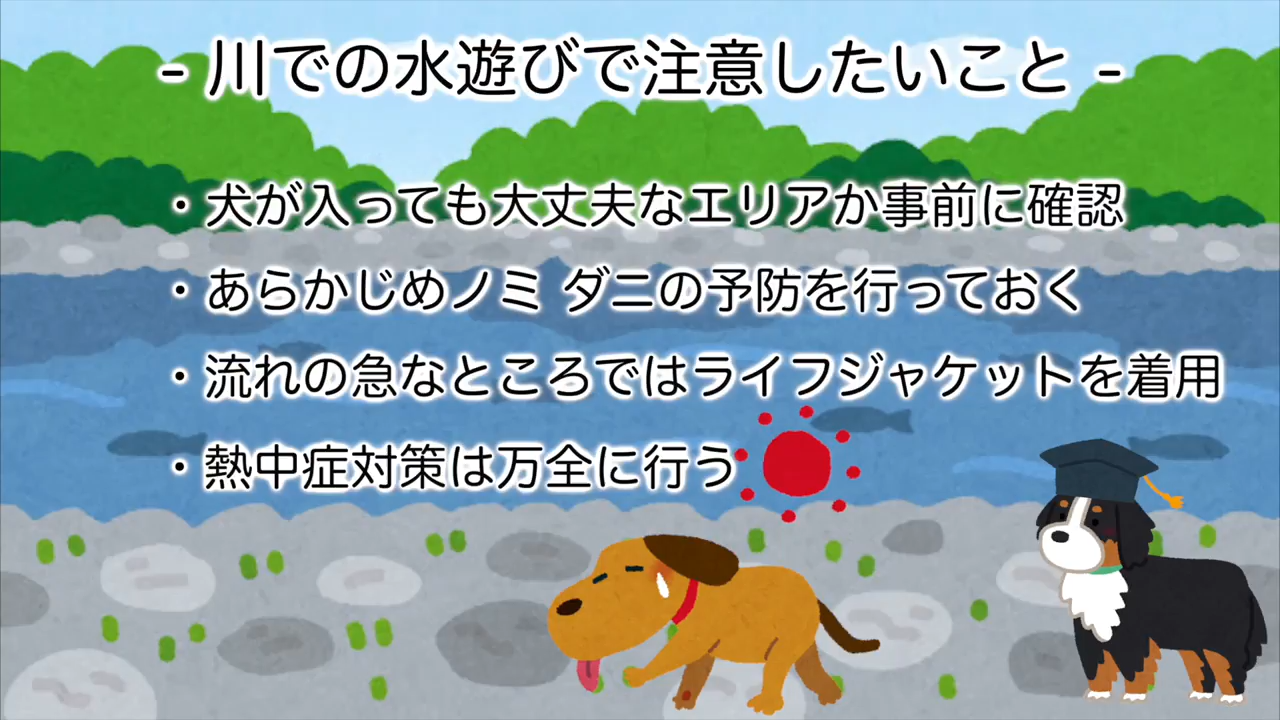 - 川での水遊びで注意したいこと -
・犬が入っても大丈夫なエリアか事前に確認
・あらかじめノミ ダニの予防を行っておく
・流れの急なところではライフジャケットを着用
・熱中症対策は万全に行う